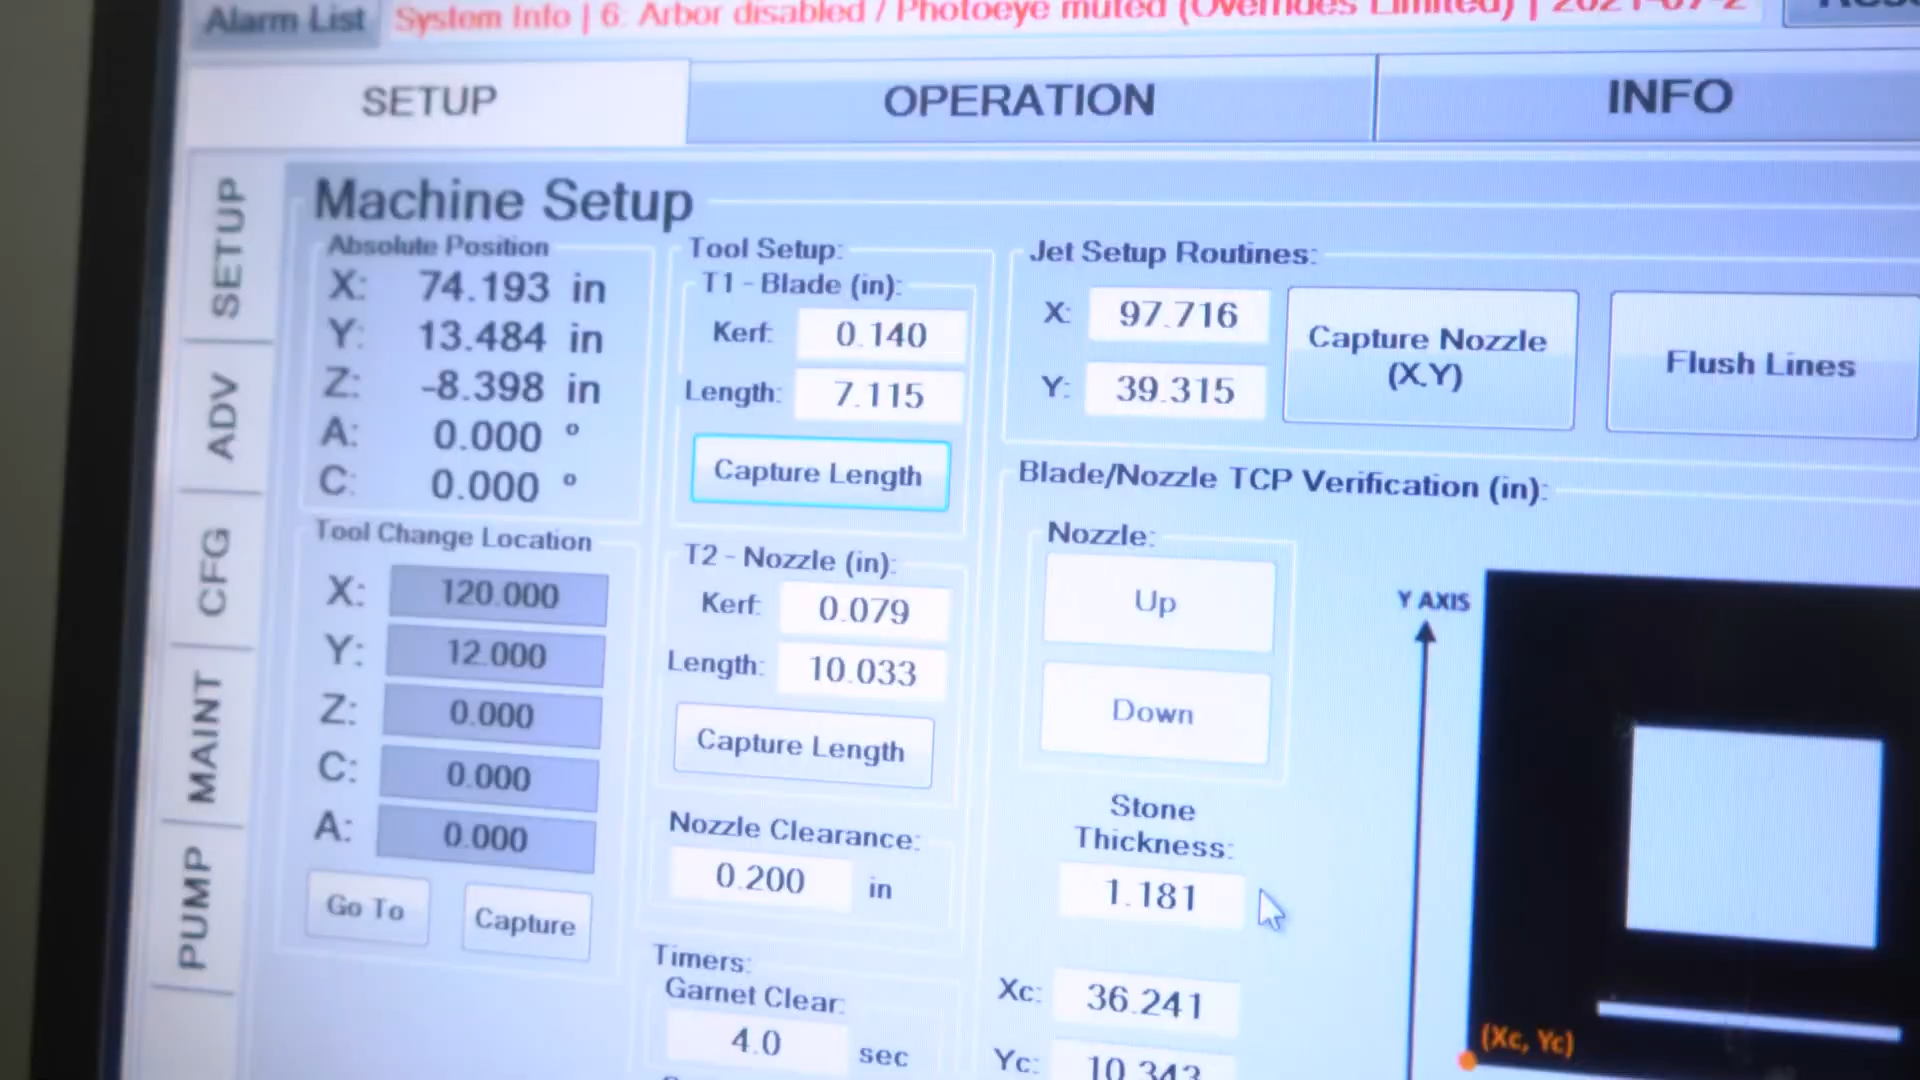 Alarm List
System Info | 6: Arbor disabled / Photoeye muted (Overrides Limited) |
SETUP
OPERATION
INFO
SETUP
ADV
CFG
MAINT
PUMP
Machine Setup
Absolute Position
X: 74.193 in
Y: 13.484 in
Z: -8.398 in
A: 0.000 °
C: 0.000 °
Tool Change Location
X: 120.000
Y: 12.000
Z: 0.000
C: 0.000
A: 0.000
Go To
Capture
Tool Setup:
T1 - Blade (in):
Kerf: 0.140
Length: 7.115
Capture Length
T2 - Nozzle (in):
Kerf: 0.079
Length: 10.033
Capture Length
Nozzle Clearance:
0.200 in
Timers:
Garnet Clear:
4.0 sec
Jet Setup Routines:
X: 97.716
Y: 39.315
Capture Nozzle
(X,Y)
Flush Lines
Blade/Nozzle TCP Verification (in):
Nozzle:
Up
Down
Stone
Thickness:
1.181
Xc: 36.241
Yc: 10.343
Y AXIS
(Xc, Yc)